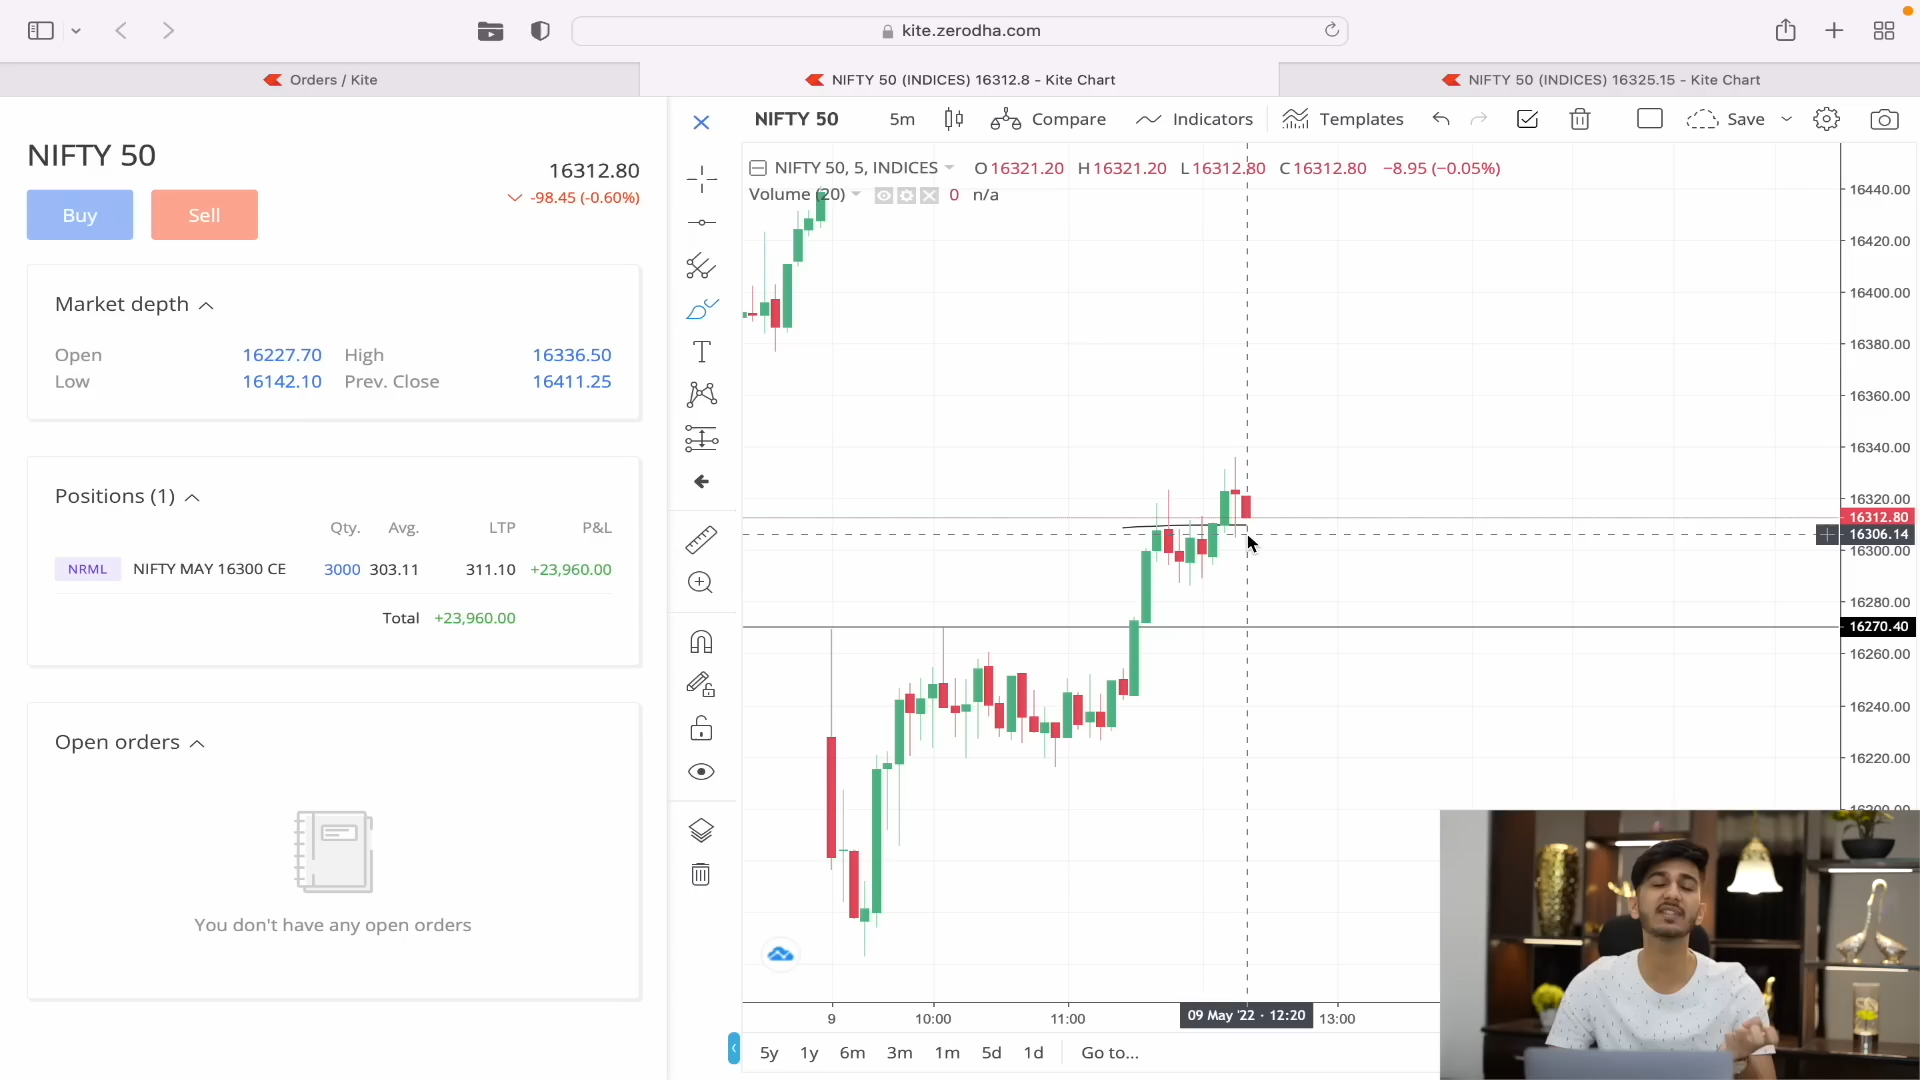 kite.zerodha.com
Orders / Kite
NIFTY 50 (INDICES) 16312.8 - Kite Chart
NIFTY 50 (INDICES) 16325.15 - Kite Chart
NIFTY 50
16312.80
-98.45 (-0.60%)
Buy
Sell
Market depth
Open 16227.70 High 16336.50
Low 16142.10 Prev. Close 16411.25
Positions (1)
Qty. Avg. LTP P&L
NRML NIFTY MAY 16300 CE 3000 303.11 311.10 +23,960.00
Total +23,960.00
Open orders
You don't have any open orders
NIFTY 50 5m Compare Indicators Templates Save
NIFTY 50, 5, INDICES O16321.20 H16321.20 L16312.80 C16312.80 −8.95 (−0.05%)
Volume (20) 0 n/a
16440.00
16420.00
16400.00
16380.00
16360.00
16340.00
16320.00
16312.80
16306.14
16300.00
16280.00
16270.40
16260.00
16240.00
16220.00
16200.00
9 10:00 11:00 09 May '22 · 12:20 13:00
5y 1y 6m 3m 1m 5d 1d Go to...